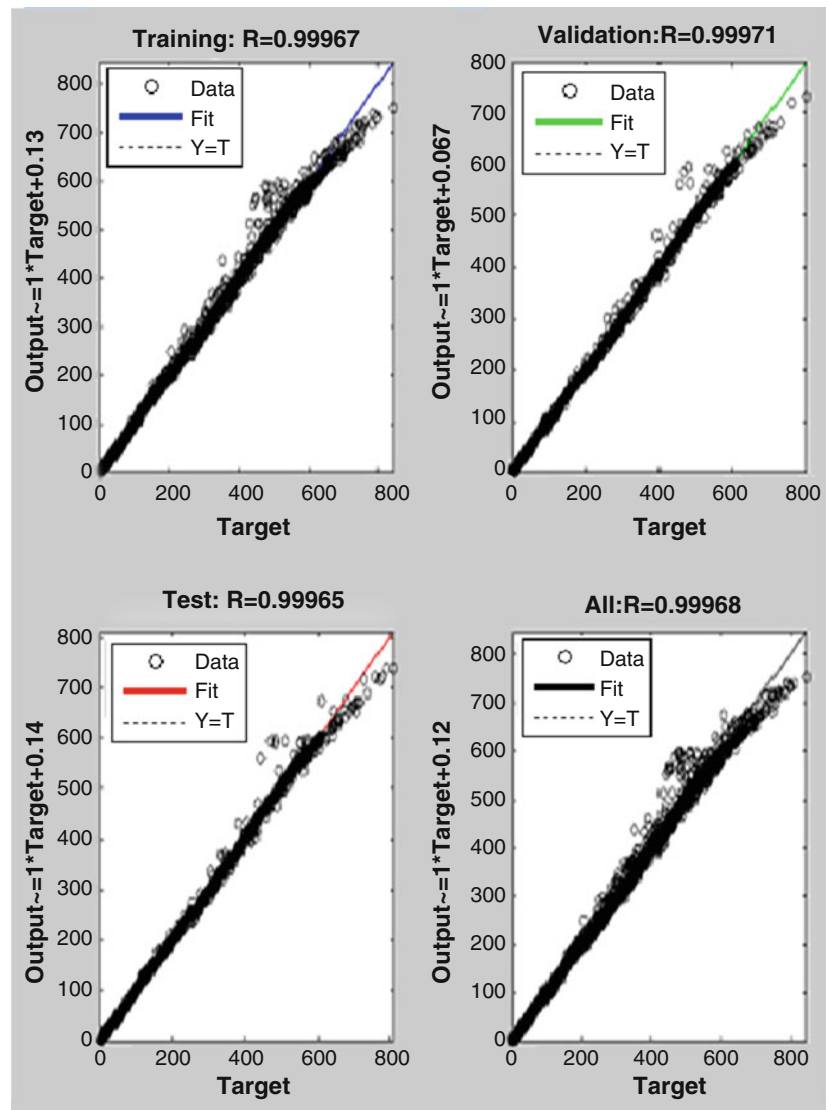 Training: R=0.99967
800
700
600
500
400
300
200
100
0
Output~=1*Target+0.13
Data
Fit
Y=T
0 200 400 600 800
Target
Validation:R=0.99971
800
700
600
500
400
300
200
100
0
Output~=1*Target+0.067
Data
Fit
Y=T
0 200 400 600 800
Target
Test: R=0.99965
800
700
600
500
400
300
200
100
0
Output~=1*Target+0.14
Data
Fit
Y=T
0 200 400 600 800
Target
All:R=0.99968
800
700
600
500
400
300
200
100
0
Output~=1*Target+0.12
Data
Fit
Y=T
0 200 400 600 800
Target